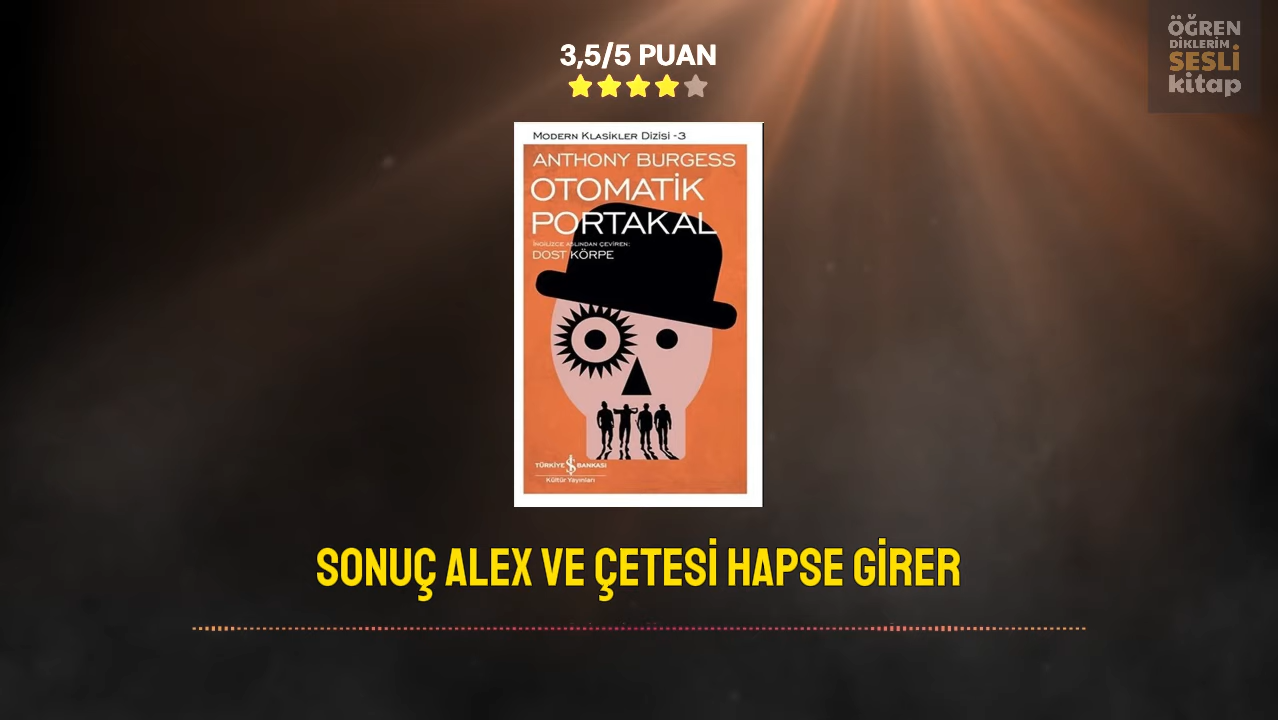 3,5/5 PUAN
ÖĞREN
DİKLERİM
SESLİ
kitap
MODERN KLASİKLER DİZİSİ -3
ANTHONY BURGESS
OTOMATİK
PORTAKAL
İNGİLİZCE ASLINDAN ÇEVİREN:
DOST KÖRPE
TÜRKİYE İŞ BANKASI
Kültür Yayınları
SONUÇ ALEX VE ÇETESİ HAPSE GİRER